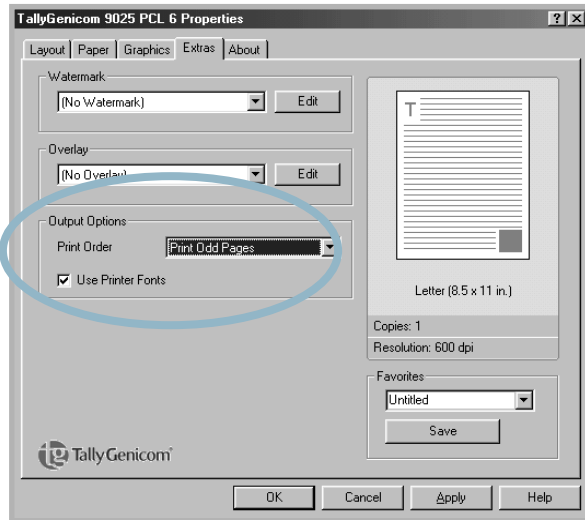 TallyGenicom 9025 PCL 6 Properties
Layout Paper Graphics Extras About
Watermark
(No Watermark) Edit
Overlay
(No Overlay) Edit
Output Options
Print Order Print Odd Pages
Use Printer Fonts
T
Letter (8.5 x 11 in.)
Copies: 1
Resolution: 600 dpi
Favorites
Untitled
Save
TallyGenicom
OK Cancel Apply Help